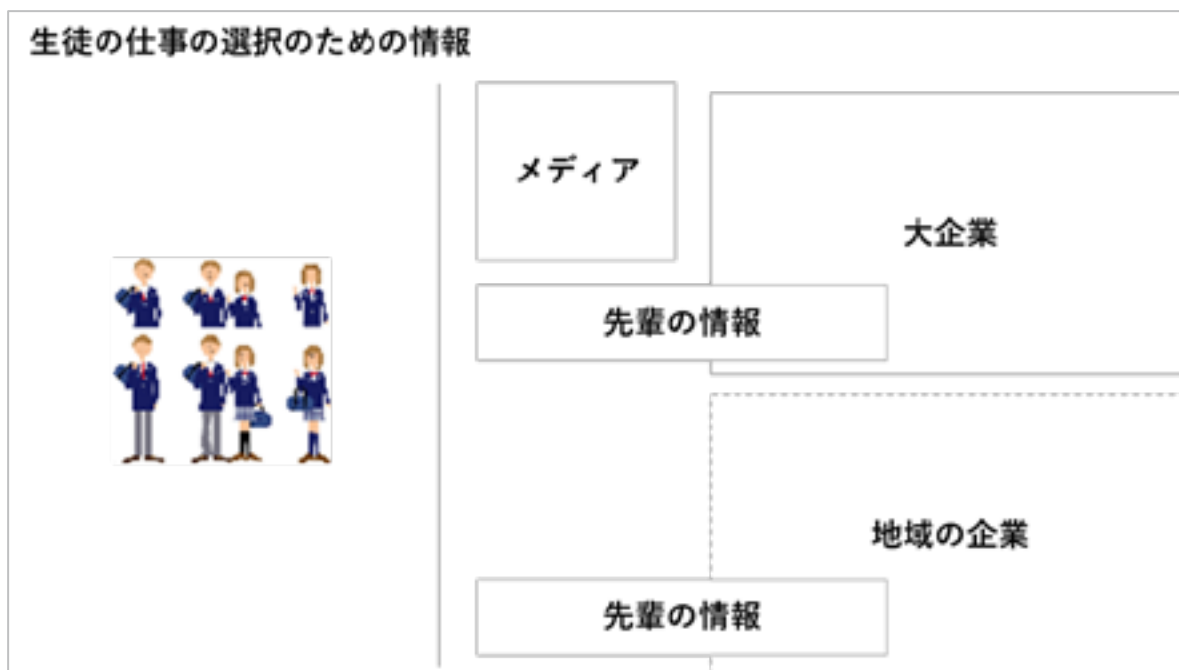 生徒の仕事の選択のための情報
メディア
大企業
先輩の情報
地域の企業
先輩の情報